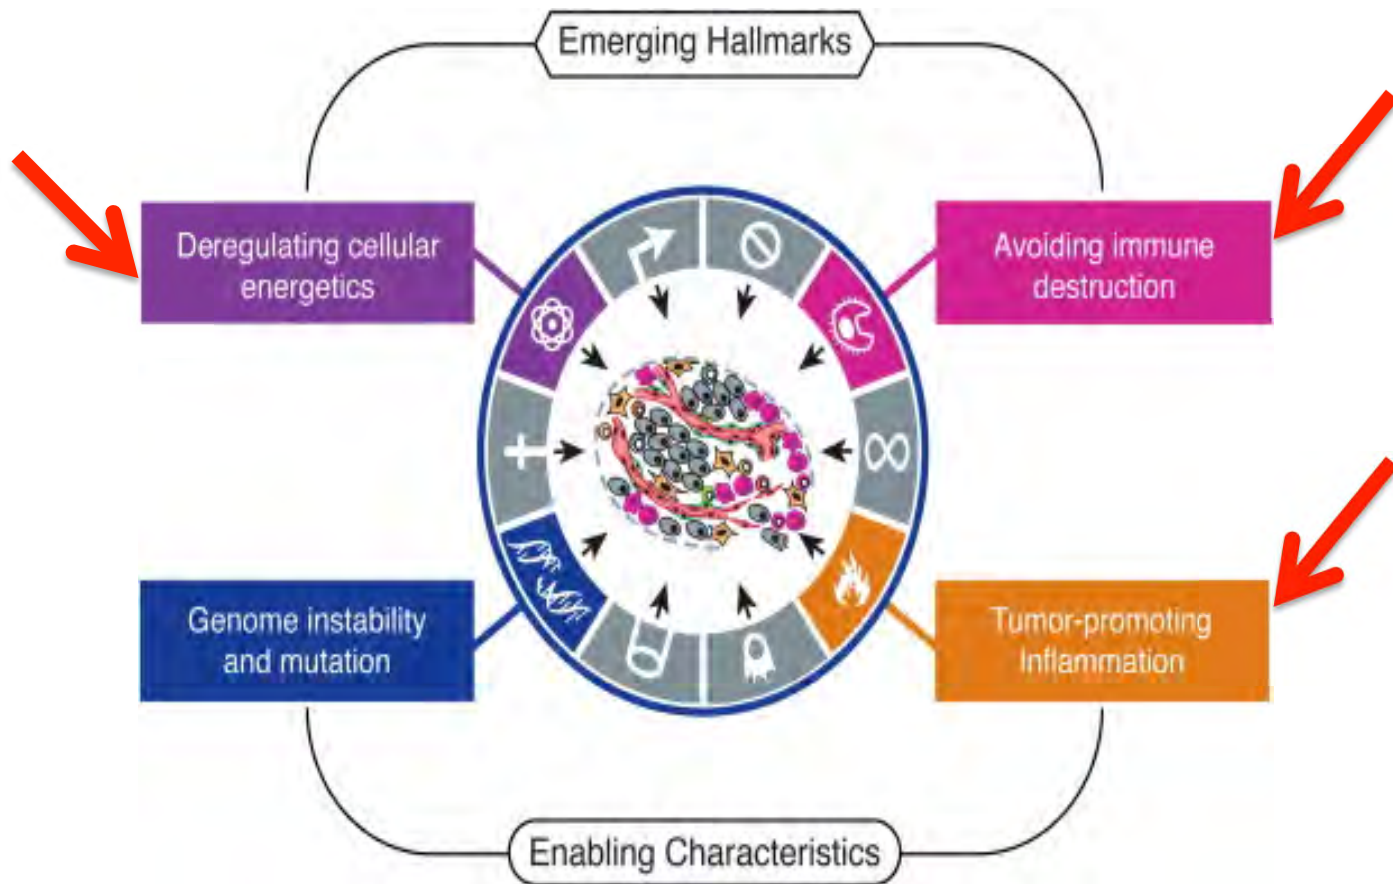 Emerging Hallmarks
Deregulating cellular
energetics
Avoiding immune
destruction
Genome instability
and mutation
Tumor-promoting
Inflammation
Enabling Characteristics